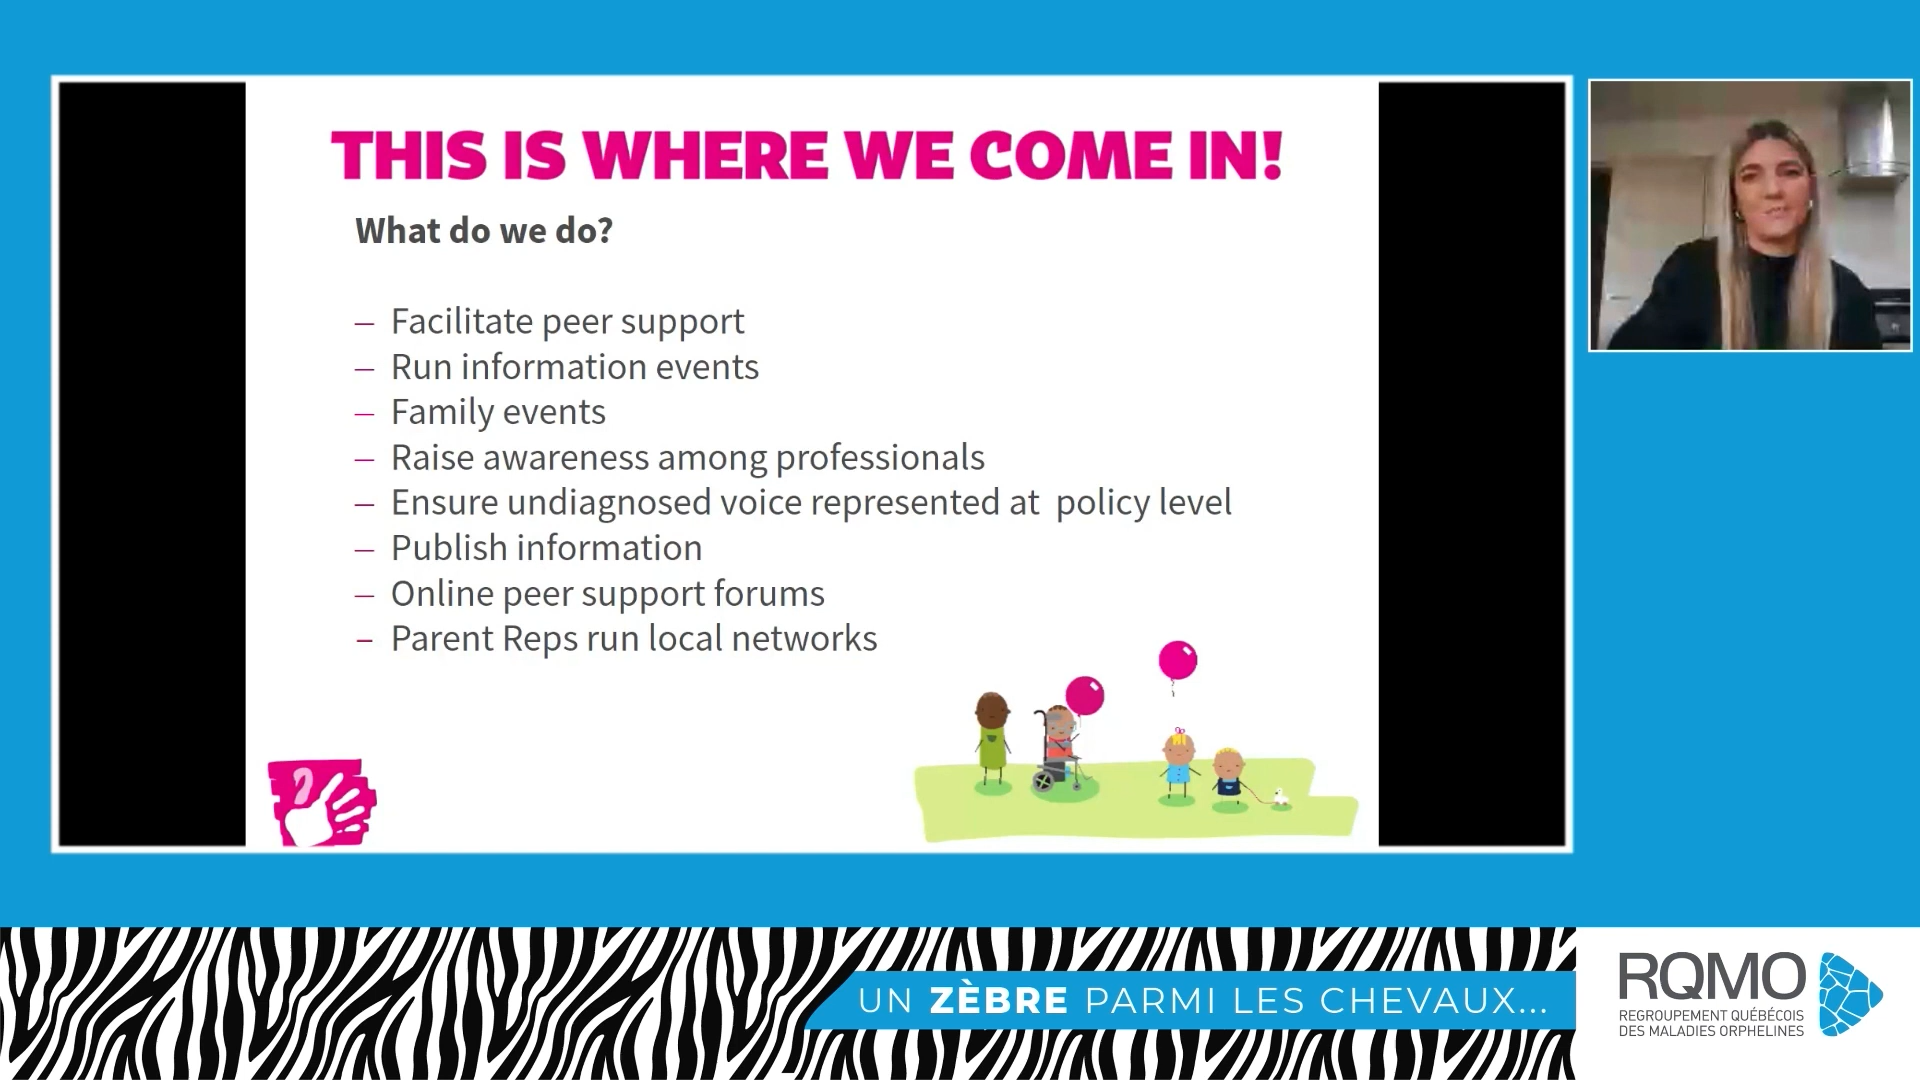 THIS IS WHERE WE COME IN!
What do we do?
– Facilitate peer support
– Run information events
– Family events
– Raise awareness among professionals
– Ensure undiagnosed voice represented at  policy level
– Publish information
– Online peer support forums
– Parent Reps run local networks
UN ZÈBRE PARMI LES CHEVAUX...
RQMO
REGROUPEMENT QUÉBÉCOIS
DES MALADIES ORPHELINES